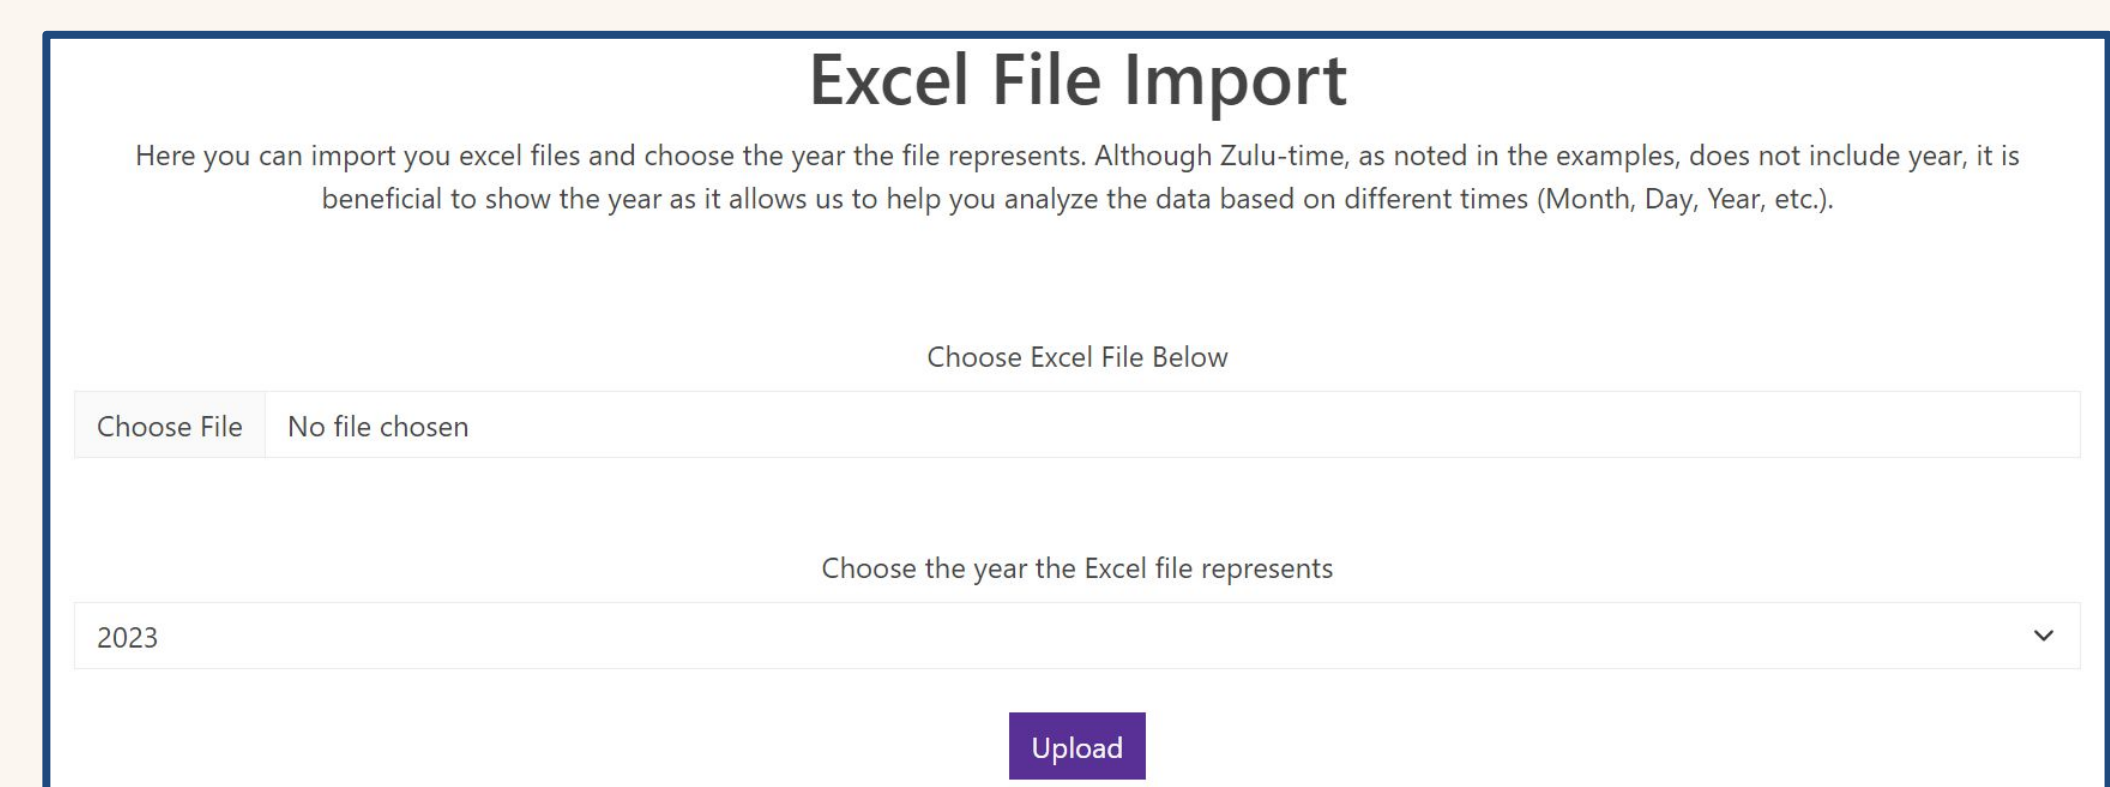 Excel File Import
Here you can import you excel files and choose the year the file represents. Although Zulu-time, as noted in the examples, does not include year, it is
beneficial to show the year as it allows us to help you analyze the data based on different times (Month, Day, Year, etc.).
Choose Excel File Below
Choose File No file chosen
Choose the year the Excel file represents
2023
Upload